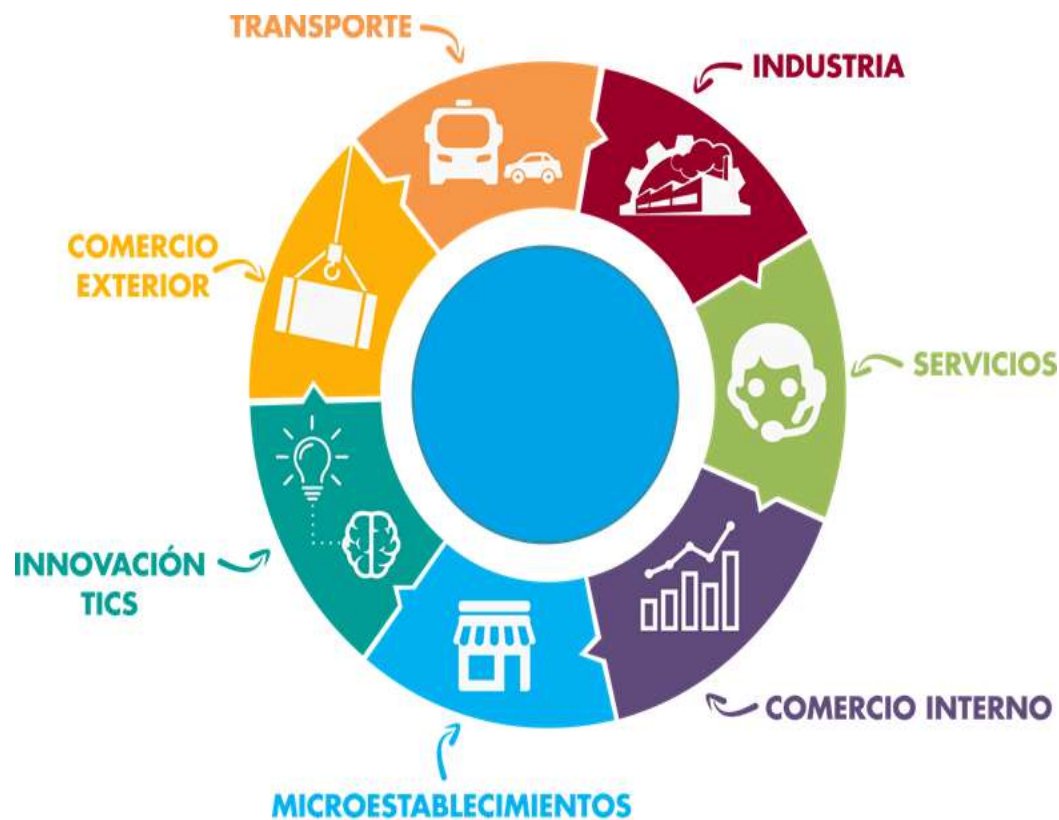 TRANSPORTE
INDUSTRIA
COMERCIO
EXTERIOR
SERVICIOS
INNOVACIÓN
TICS
COMERCIO INTERNO
MICROESTABLECIMIENTOS